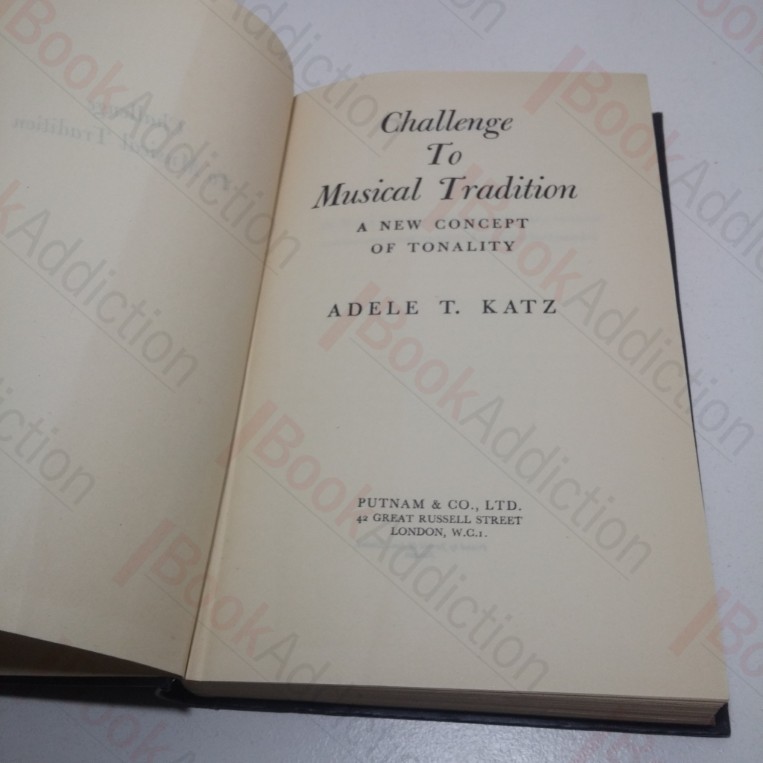 Challenge
To
Musical Tradition
A NEW CONCEPT
OF TONALITY
ADELE T. KATZ
PUTNAM & CO., LTD.
42 GREAT RUSSELL STREET
LONDON, W.C.1.
BookAddiction